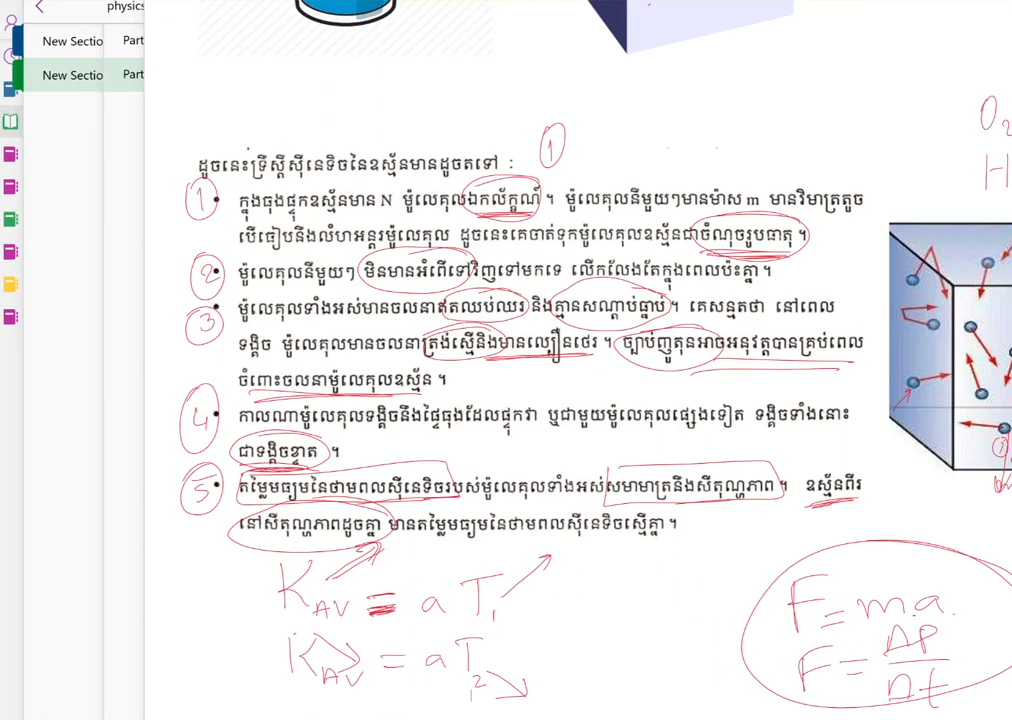 physics
New Sectio
Part
New Sectio
Part
①
O2
H
ដូចនេះទ្រឹស្តីស៊ីនេទិចនៃឧស្ម័នមានដូចតទៅ :
1 • ក្នុងធុងផ្ទុកឧស្ម័នមាន N ម៉ូលេគុលឯកល័ក្ខណ៍ ។ ម៉ូលេគុលនីមួយៗមានម៉ាស m មានវិមាត្រតូច
បើធៀបនឹងលំហអន្តរម៉ូលេគុល ដូចនេះគេចាត់ទុកម៉ូលេគុលឧស្ម័នជាចំណុចរូបធាតុ ។
2 • ម៉ូលេគុលនីមួយៗ មិនមានអំពើទៅវិញទៅមកទេ លើកលែងតែក្នុងពេលប៉ះគ្នា ។
3 • ម៉ូលេគុលទាំងអស់មានចលនាឥតឈប់ឈរ និងគ្មានសណ្តាប់ធ្នាប់ ។ គេសន្មតថា នៅពេល
ទង្គិច ម៉ូលេគុលមានចលនាត្រង់ស្មើនិងមានល្បឿនថេរ ។ ច្បាប់ញូតុនអាចអនុវត្តបានគ្រប់ពេល
ចំពោះចលនាម៉ូលេគុលឧស្ម័ន ។
4 • កាលណាម៉ូលេគុលទង្គិចនឹងផ្ទៃធុងដែលផ្ទុកវា ឬជាមួយម៉ូលេគុលផ្សេងទៀត ទង្គិចទាំងនោះ
ជាទង្គិចខ្ទាត ។
5 • តម្លៃមធ្យមនៃថាមពលស៊ីនេទិចរបស់ម៉ូលេគុលទាំងអស់សមាមាត្រនឹងសីតុណ្ហភាព ។ ឧស្ម័នពីរ
នៅសីតុណ្ហភាពដូចគ្នា មានតម្លៃមធ្យមនៃថាមពលស៊ីនេទិចស្មើគ្នា ។
KAV = a T1
KAV = a T2
F = m.a.
F = ΔP/Δt